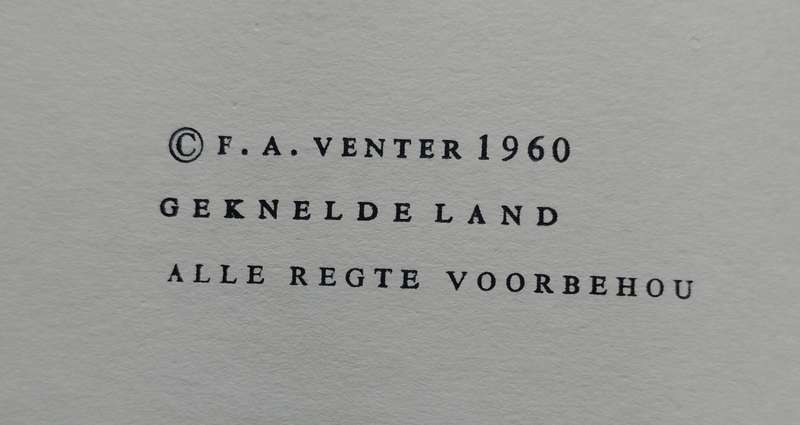 © F. A. VENTER 1960
GEKNELDE LAND
ALLE REGTE VOORBEHOU